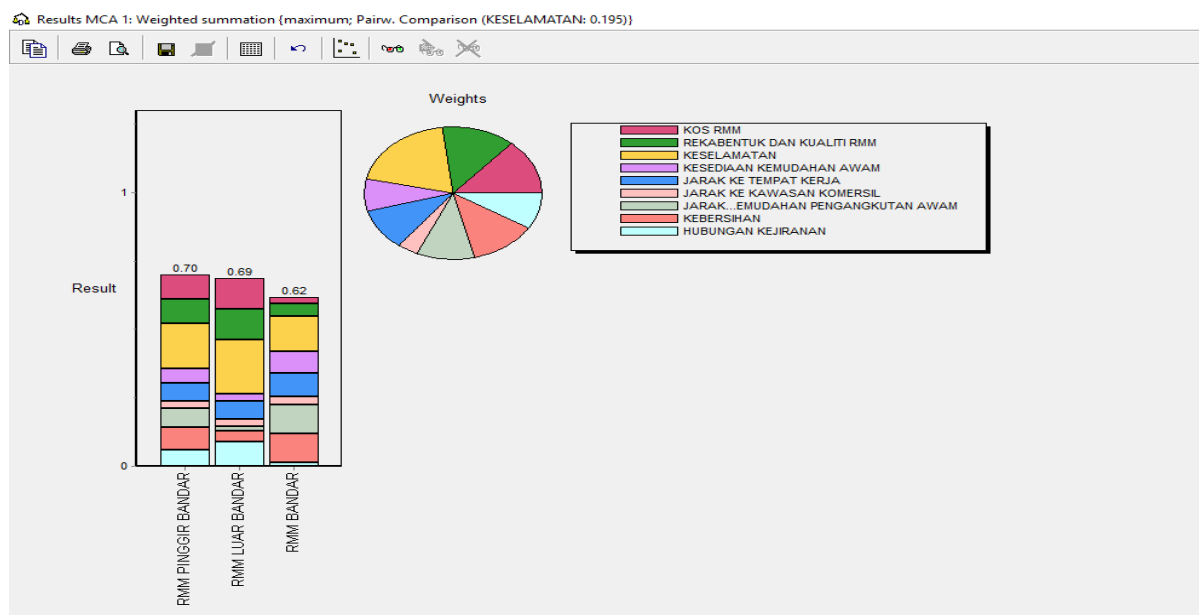 Results MCA 1: Weighted summation {maximum; Pairw. Comparison (KESELAMATAN: 0.195)}
Weights
KOS RMM
REKABENTUK DAN KUALITI RMM
KESELAMATAN
KESEDIAAN KEMUDAHAN AWAM
JARAK KE TEMPAT KERJA
JARAK KE KAWASAN KOMERSIL
JARAK...EMUDAHAN PENGANGKUTAN AWAM
KEBERSIHAN
HUBUNGAN KEJIRANAN
1
Result
0
0.70
0.69
0.62
RMM PINGGIR BANDAR
RMM LUAR BANDAR
RMM BANDAR